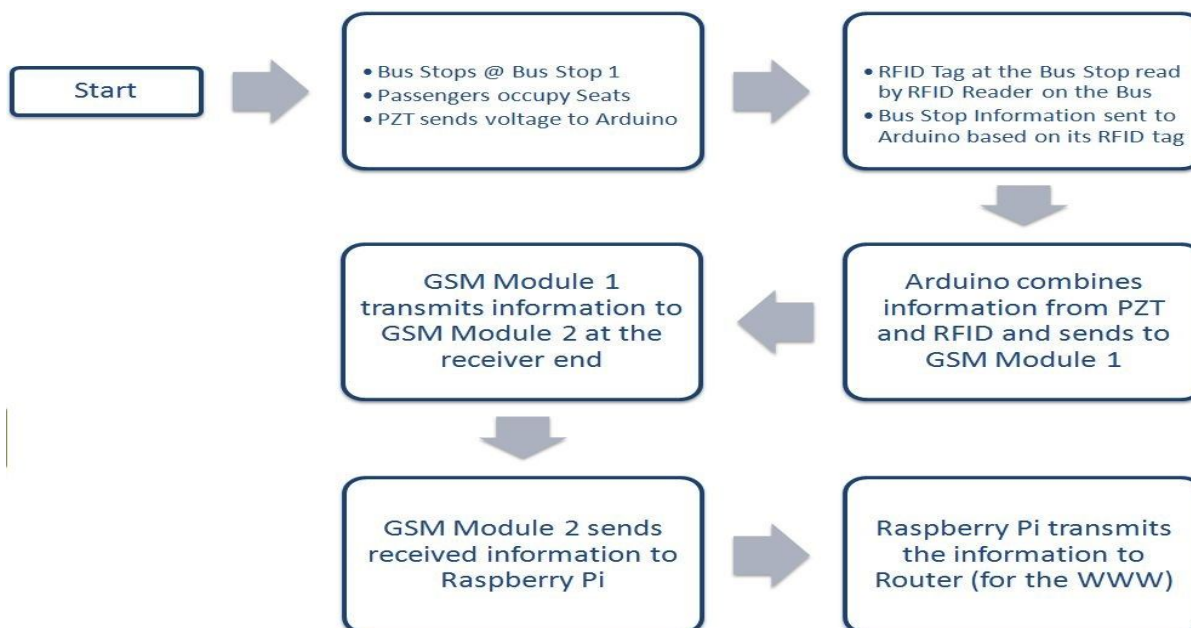 Start
• Bus Stops @ Bus Stop 1
• Passengers occupy Seats
• PZT sends voltage to Arduino
• RFID Tag at the Bus Stop read
by RFID Reader on the Bus
• Bus Stop Information sent to
Arduino based on its RFID tag
Arduino combines
information from PZT
and RFID and sends to
GSM Module 1
GSM Module 1
transmits information to
GSM Module 2 at the
receiver end
GSM Module 2 sends
received information to
Raspberry Pi
Raspberry Pi transmits
the information to
Router (for the WWW)